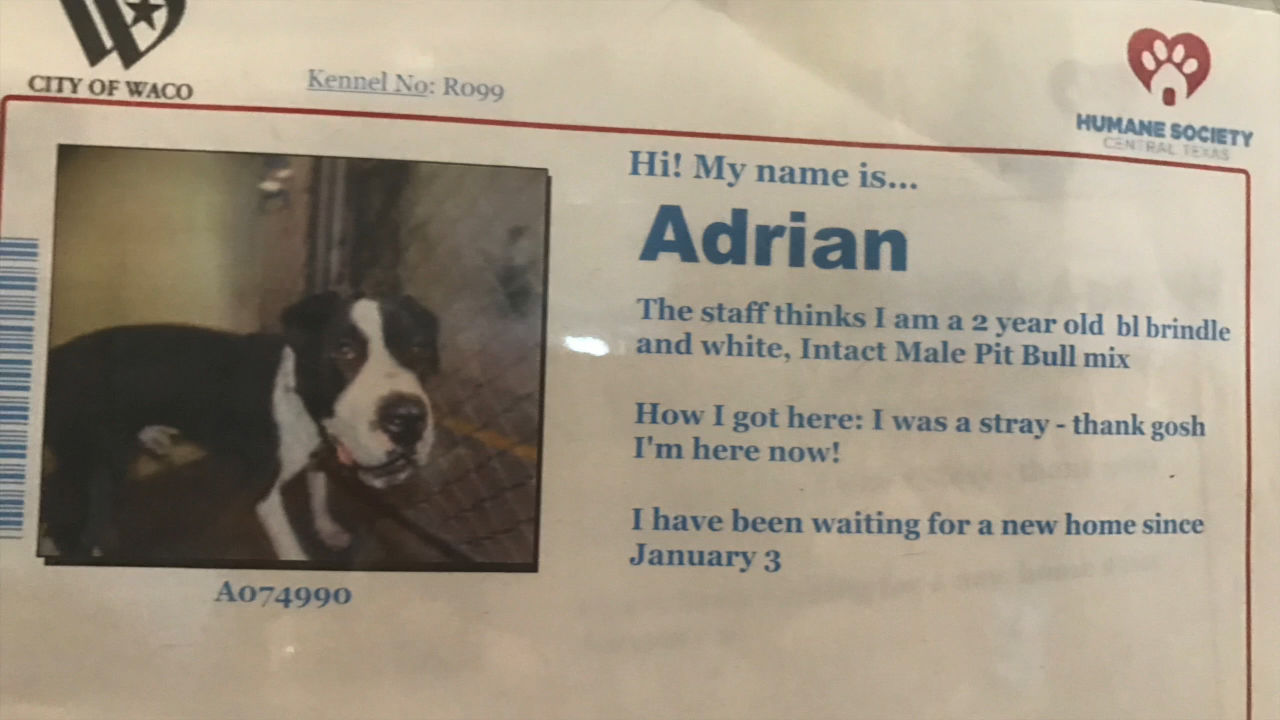 CITY OF WACO
Kennel No: R099
HUMANE SOCIETY
CENTRAL TEXAS
Hi! My name is...
Adrian
The staff thinks I am a 2 year old bl brindle
and white, Intact Male Pit Bull mix
How I got here: I was a stray - thank gosh
I'm here now!
I have been waiting for a new home since
January 3
A074990